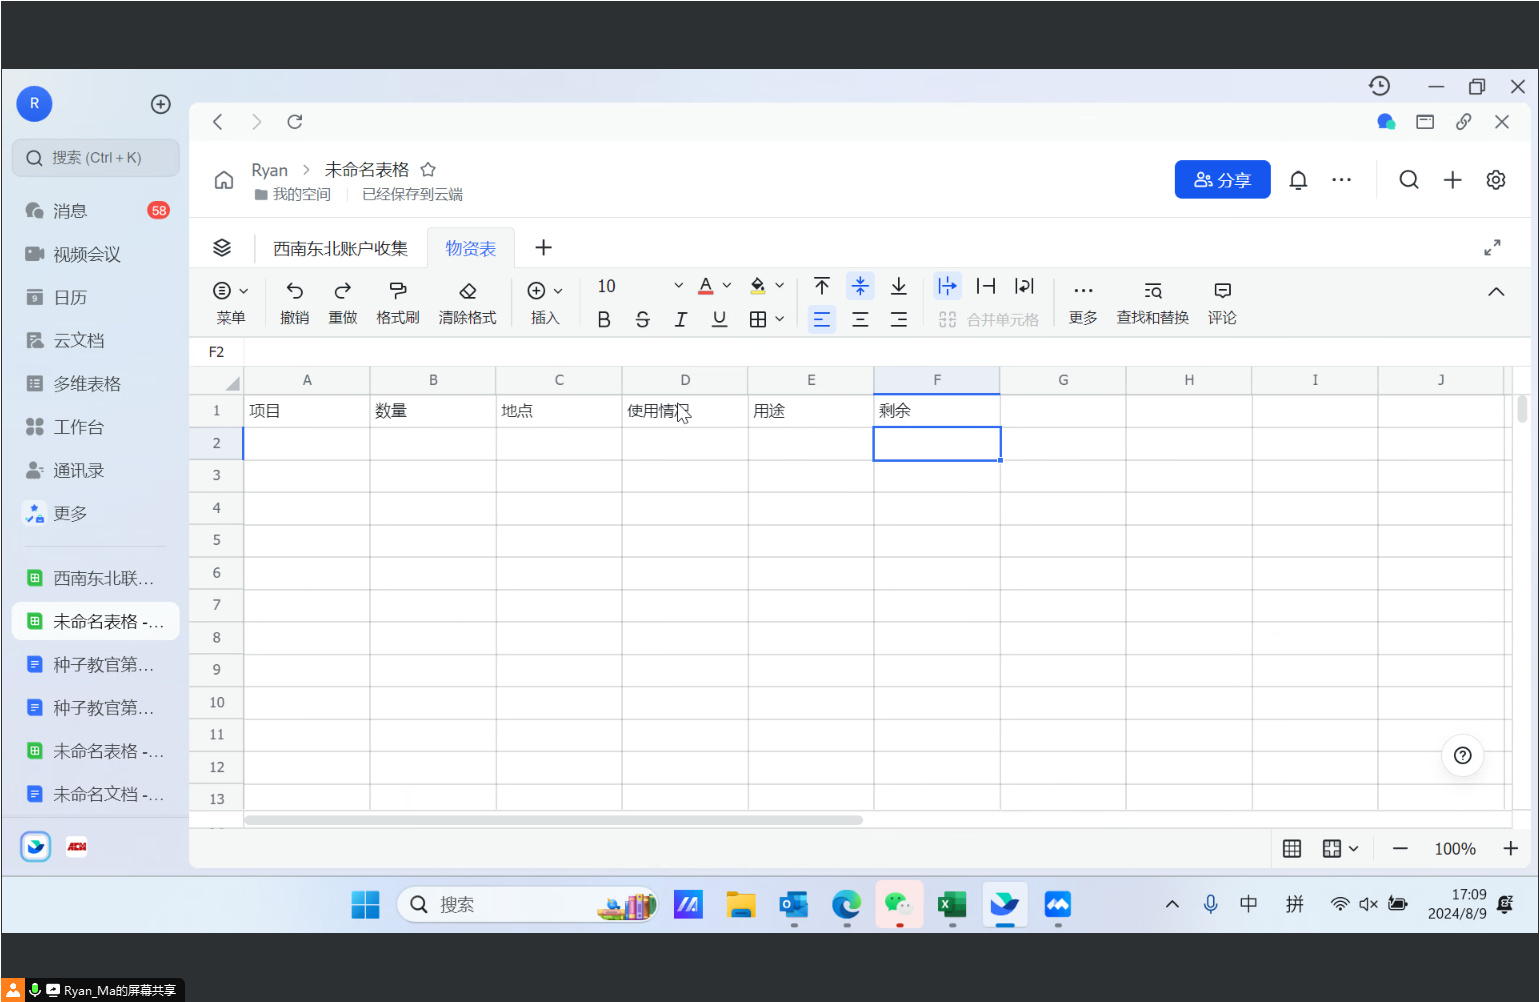 R
搜索 (Ctrl + K)
消息
58
视频会议
9
日历
云文档
多维表格
工作台
通讯录
更多
西南东北联...
未命名表格 -...
种子教官第...
种子教官第...
未命名表格 -...
未命名文档 -...
Ryan
未命名表格
我的空间
已经保存到云端
分享
西南东北账户收集
物资表
10
菜单
撤销
重做
格式刷
清除格式
插入
合并单元格
更多
查找和替换
评论
F2
A B C D E F G H I J
1 项目 数量 地点 使用情况 用途 剩余
2
3
4
5
6
7
8
9
10
11
12
13
100%
搜索
中
拼
17:09
2024/8/9
Ryan_Ma的屏幕共享